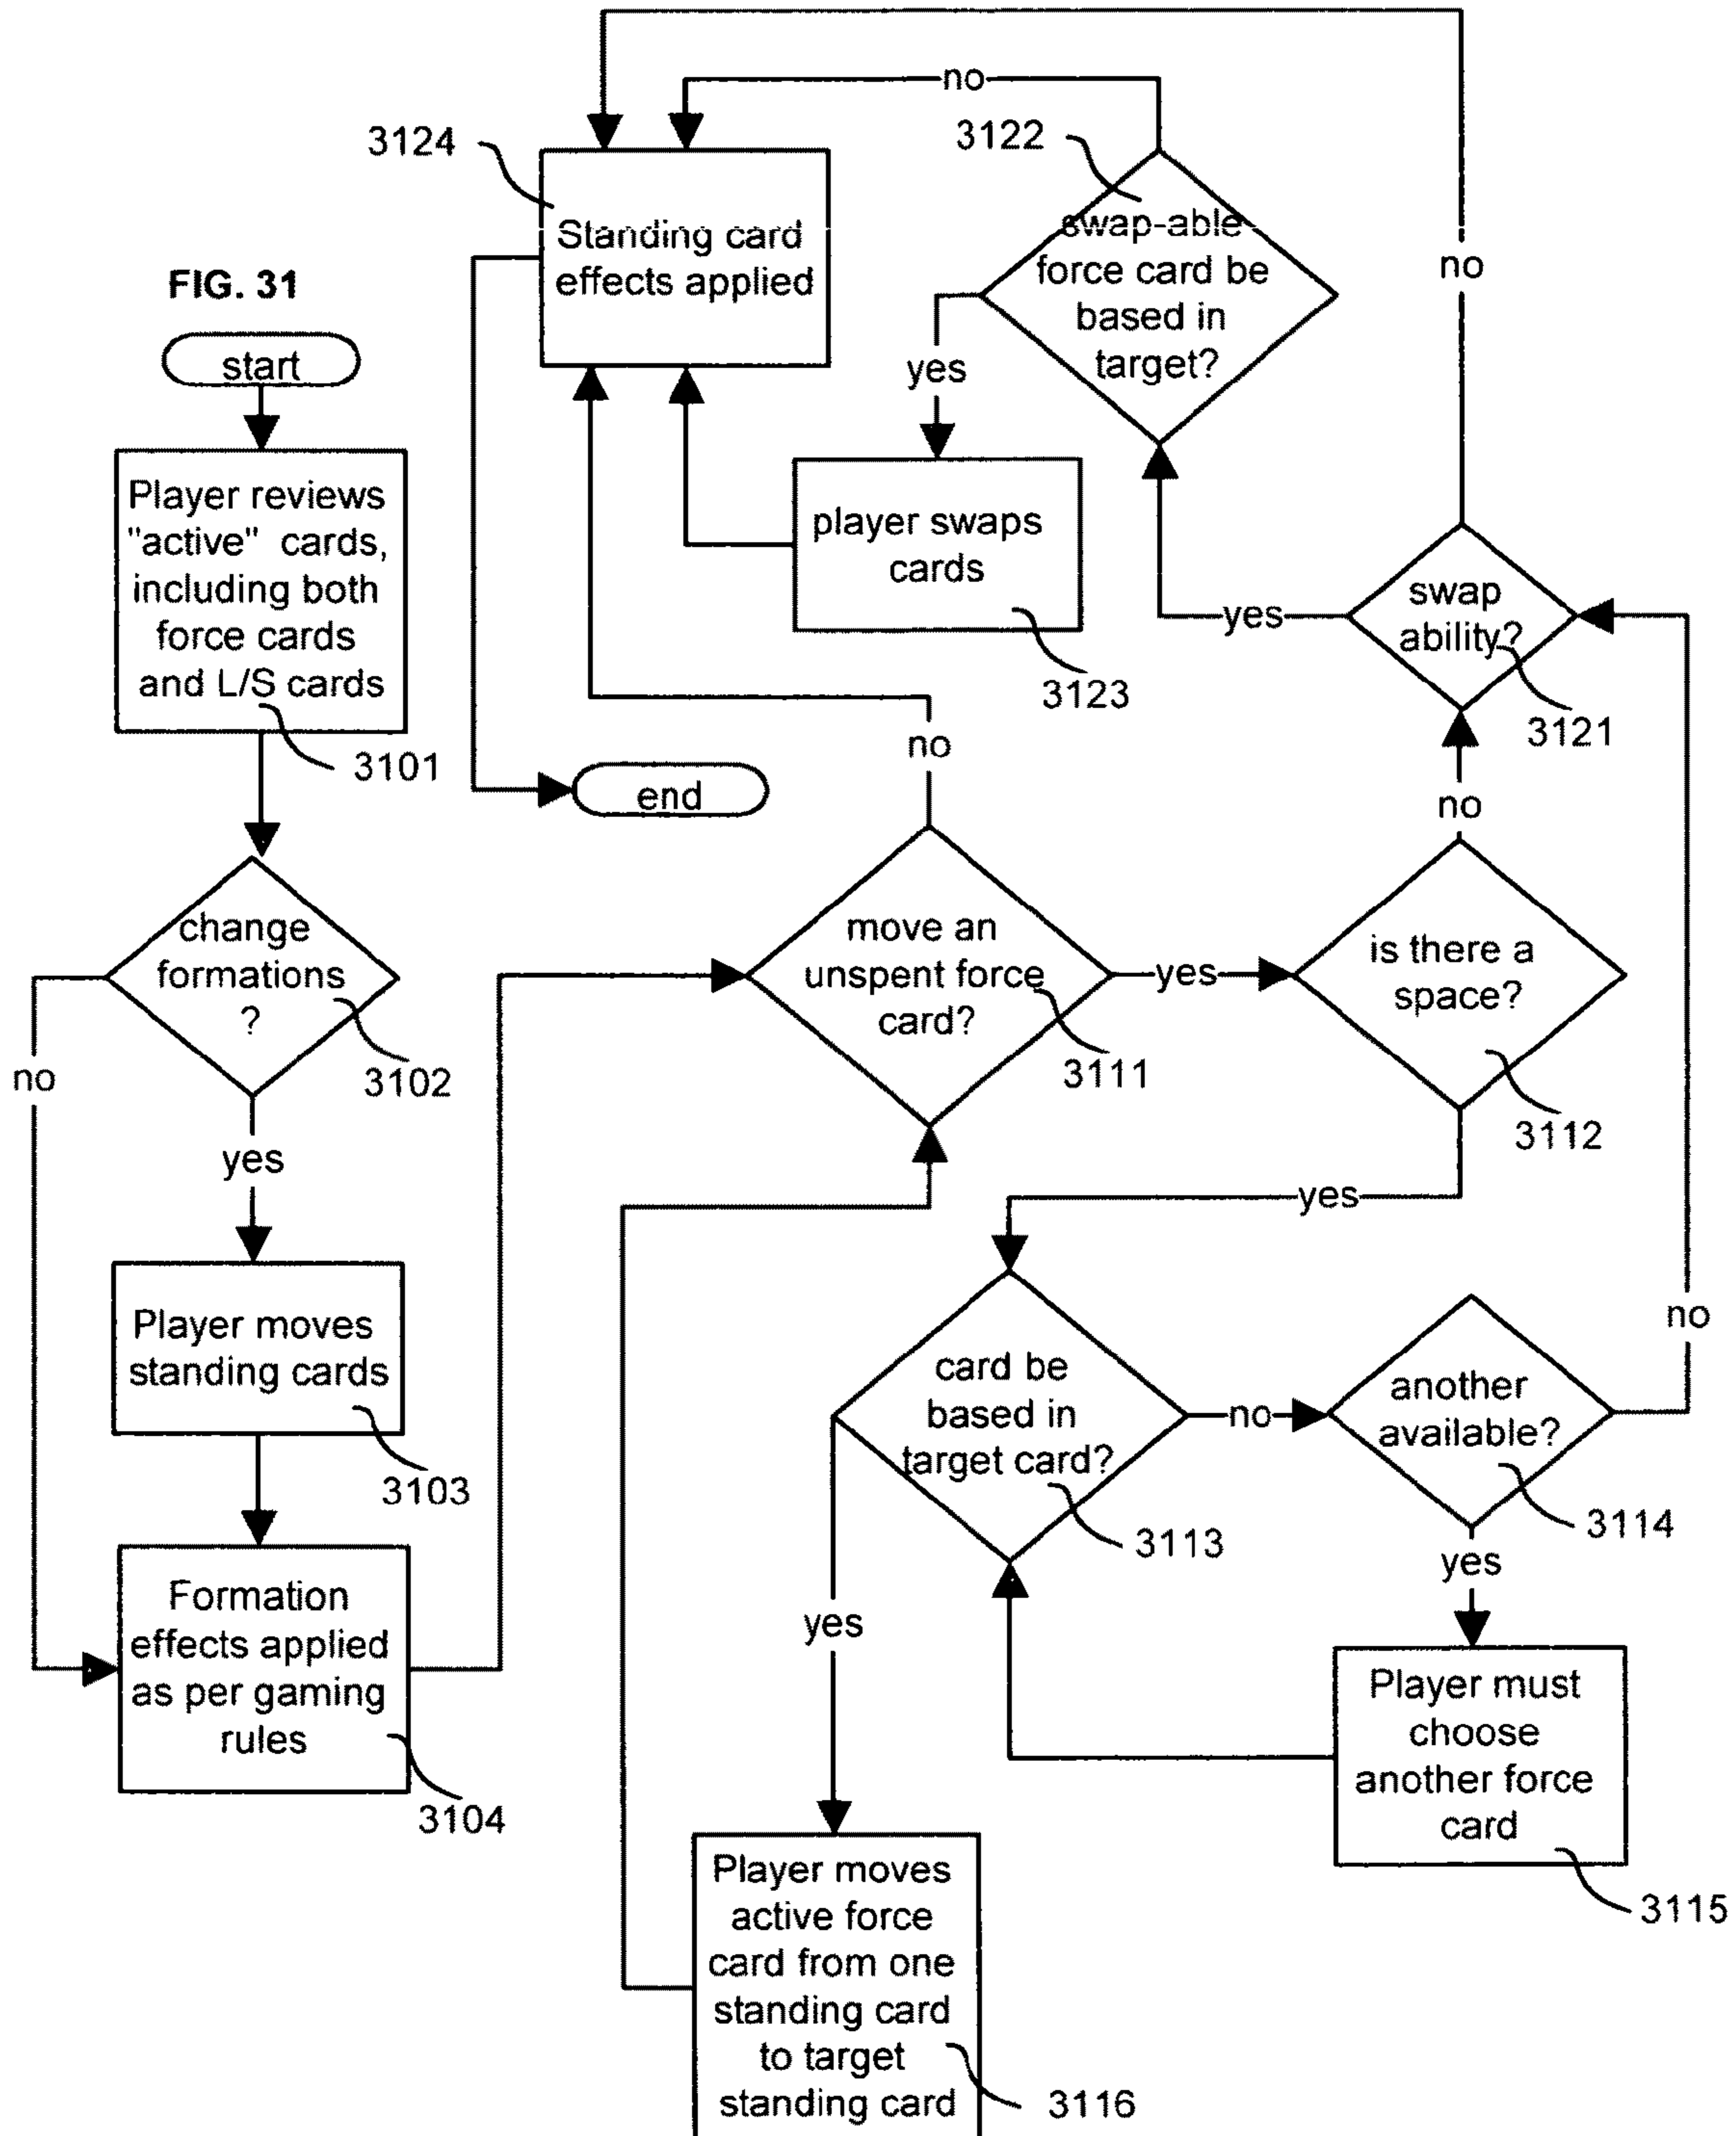 FIG. 31
start
Player reviews
"active" cards,
including both
force cards
and L/S cards
3101
change
formations
?
3102
no
yes
Player moves
standing cards
3103
Formation
effects applied
as per gaming
rules
3104
move an
unspent force
card?
3111
no
yes
is there a
space?
3112
no
yes
card be
based in
target card?
3113
no
yes
another
available?
3114
no
yes
Player must
choose
another force
card
3115
Player moves
active force
card from one
standing card
to target
standing card
3116
swap
ability?
3121
no
yes
swap-able
force card be
based in
target?
3122
no
yes
player swaps
cards
3123
Standing card
effects applied
3124
end